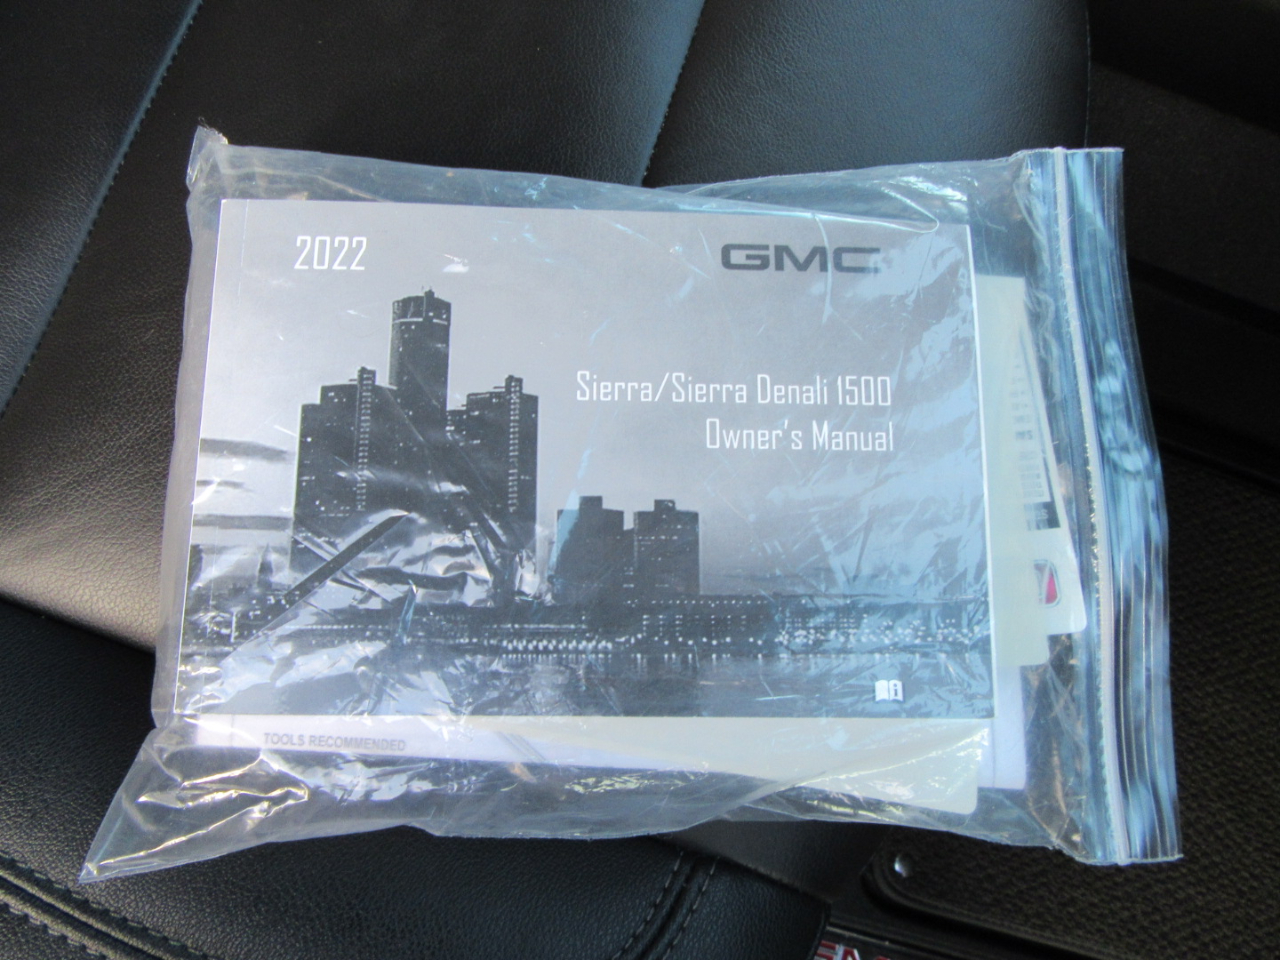 2022
GMC
Sierra/Sierra Denali 1500
Owner's Manual
TOOLS RECOMMENDED